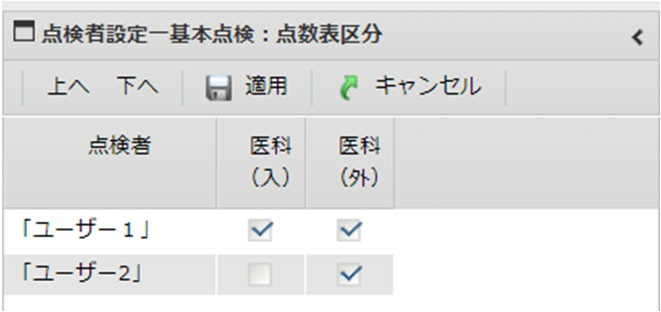 点検者設定ー基本点検：点数表区分
上へ 下へ 適用 キャンセル
点検者 医科（入） 医科（外）
「ユーザー１」
「ユーザー2」